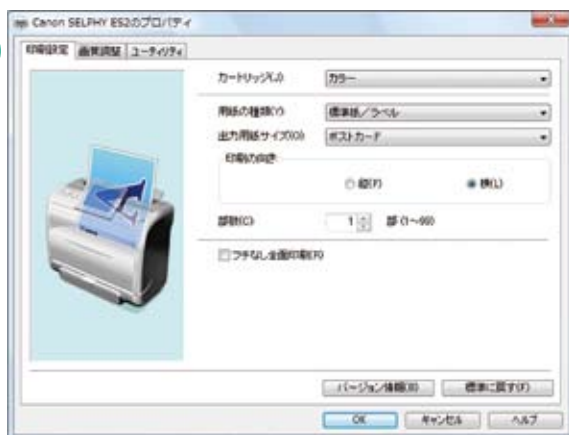 Canon SELPHY ES2のプロパティ
印刷設定 画質調整 ユーティリティ
カートリッジ(J) カラー
用紙の種類(Y) 標準紙／ラベル
出力用紙サイズ(O) ポストカード
印刷の向き
縦(P) 横(L)
部数(C) 1 部 (1～99)
フチなし全面印刷(R)
バージョン情報(B) 標準に戻す(F)
OK キャンセル ヘルプ